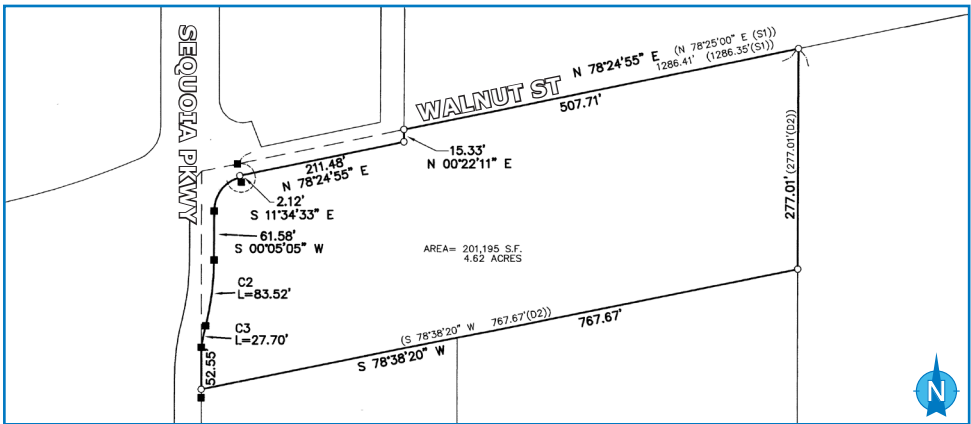 SEQUOIA PKWY
WALNUT ST
N 78°24'55" E
(N 78°25'00" E (S1))
1286.41' (1286.35'(S1))
507.71'
15.33'
N 00°22'11" E
211.48'
N 78°24'55" E
2.12'
S 11°34'33" E
61.58'
S 00°05'05" W
277.01' (277.01'(D2))
AREA= 201,195 S.F.
4.62 ACRES
C2
L=83.52'
C3
L=27.70'
52.55'
(S 78°38'20" W 767.67'(D2))
S 78°38'20" W 767.67'
N